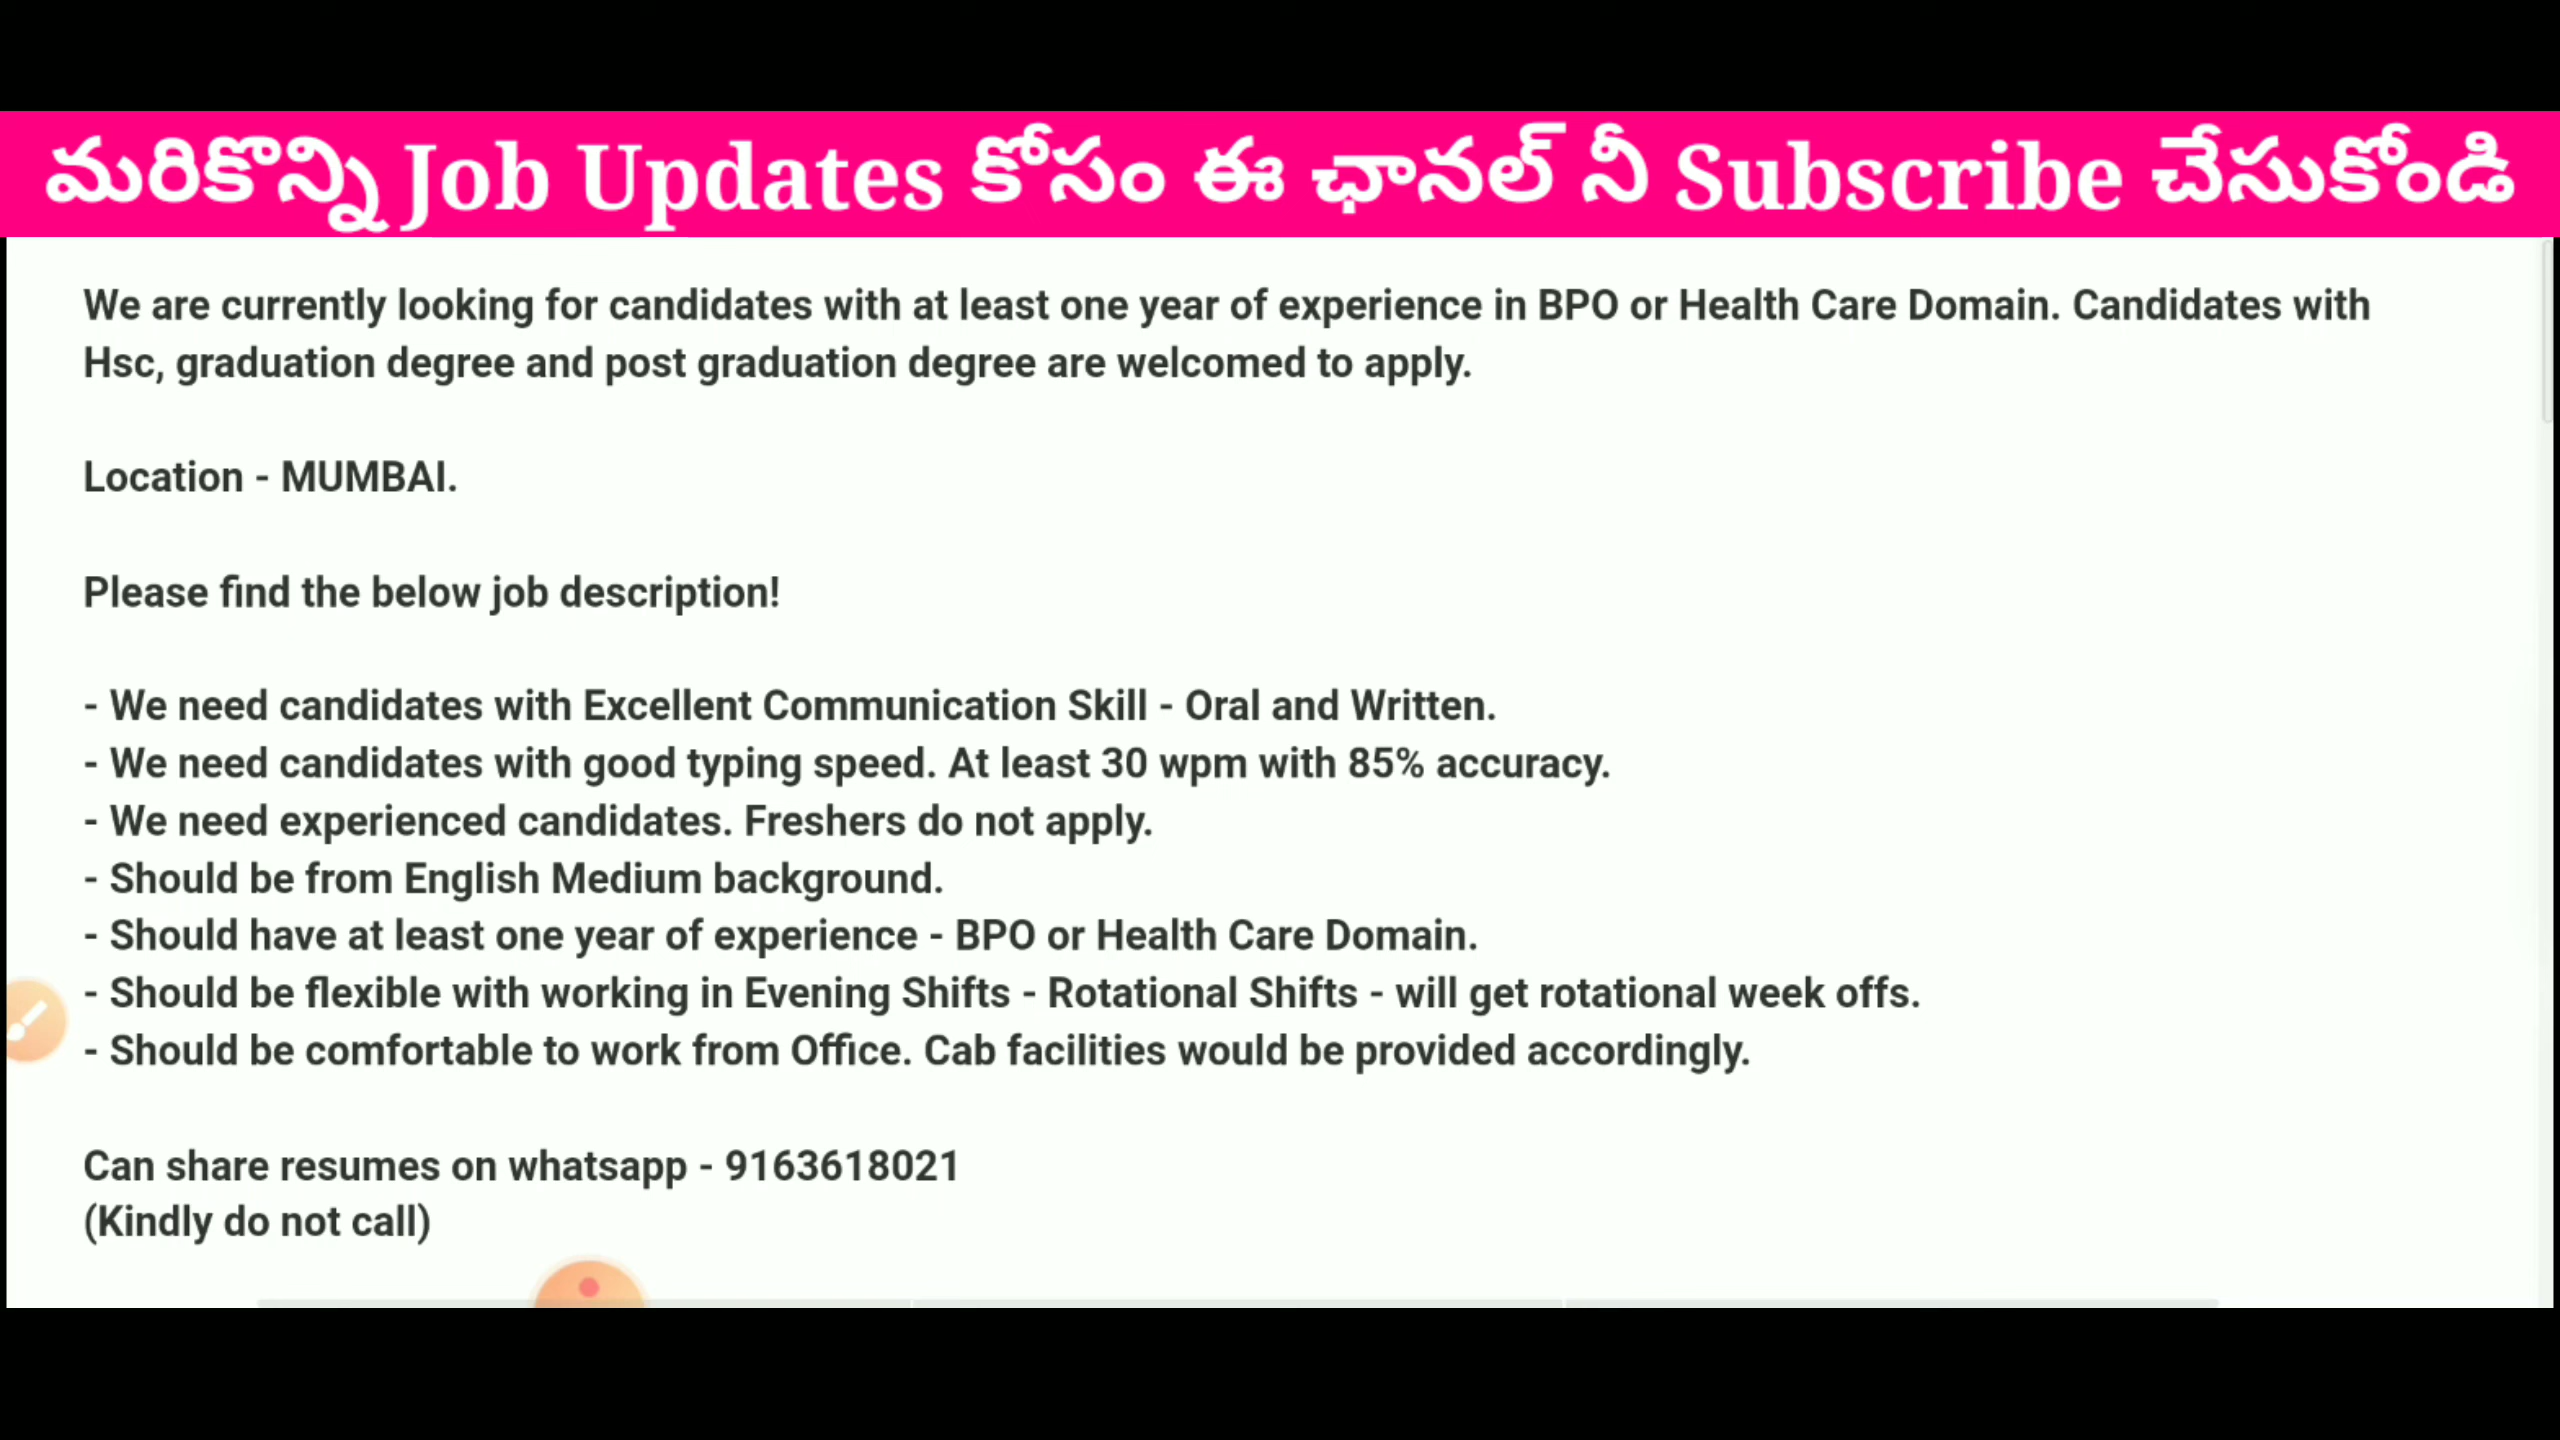 మరికొన్ని Job Updates కోసం ఈ ఛానల్ నీ Subscribe చేసుకోండి
We are currently looking for candidates with at least one year of experience in BPO or Health Care Domain. Candidates with
Hsc, graduation degree and post graduation degree are welcomed to apply.
Location - MUMBAI.
Please find the below job description!
- We need candidates with Excellent Communication Skill - Oral and Written.
- We need candidates with good typing speed. At least 30 wpm with 85% accuracy.
- We need experienced candidates. Freshers do not apply.
- Should be from English Medium background.
- Should have at least one year of experience - BPO or Health Care Domain.
- Should be flexible with working in Evening Shifts - Rotational Shifts - will get rotational week offs.
- Should be comfortable to work from Office. Cab facilities would be provided accordingly.
Can share resumes on whatsapp - 9163618021
(Kindly do not call)